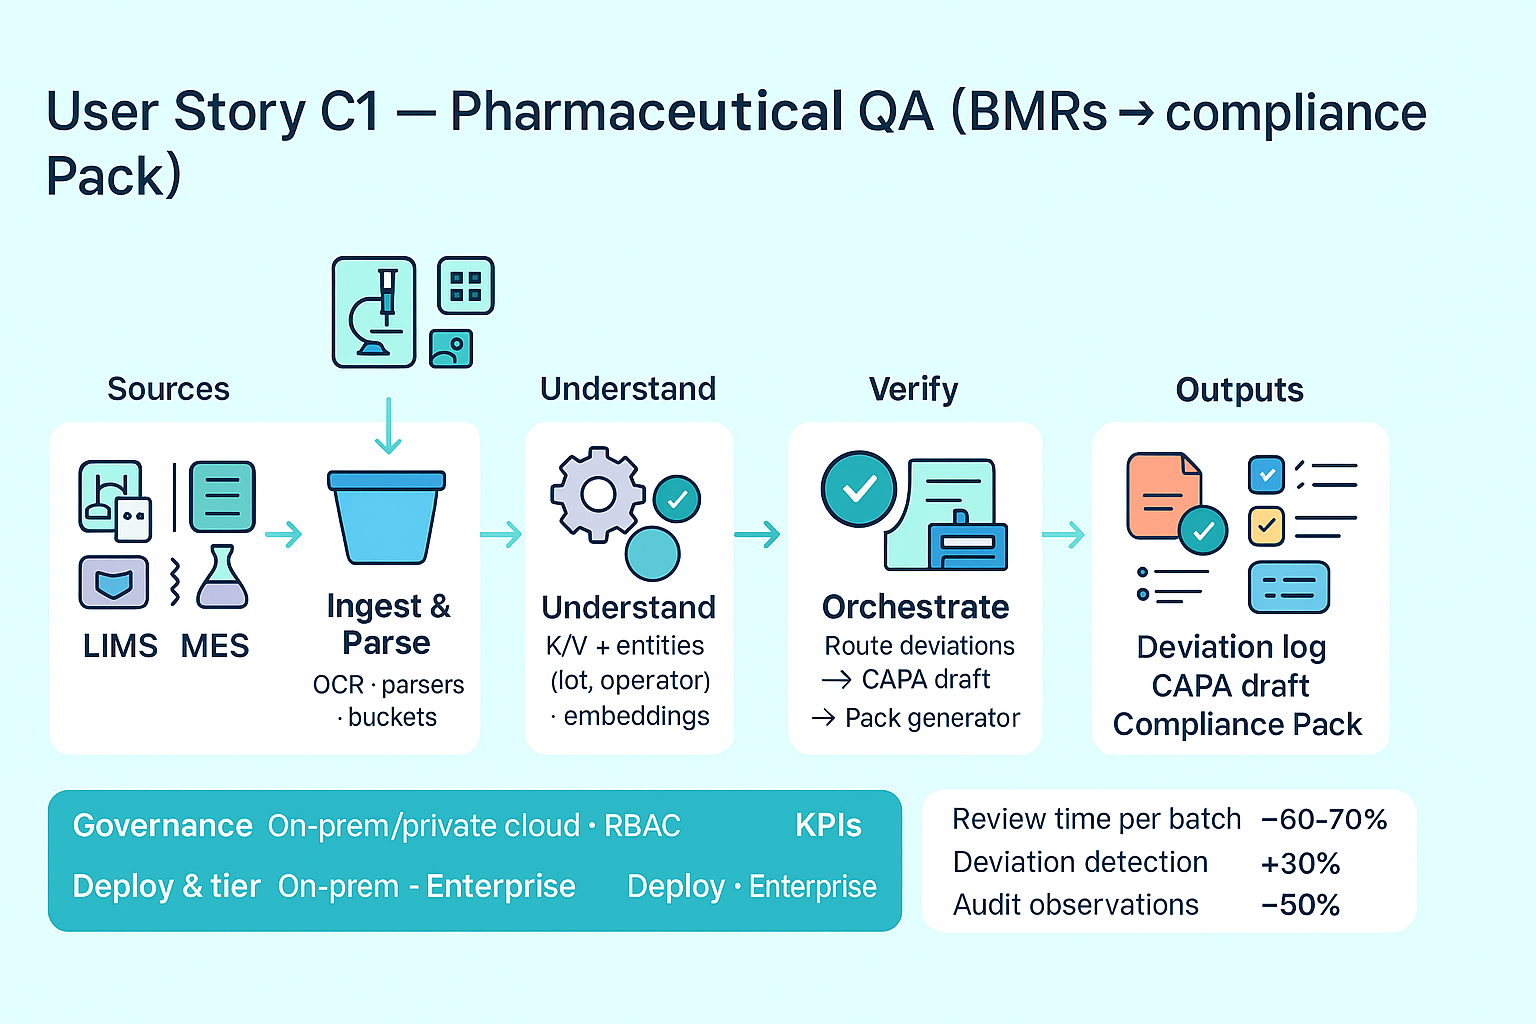 User Story C1 — Pharmaceutical QA (BMRs → compliance
Pack)
Sources
Understand
Verify
Outputs
LIMS MES
Ingest &
Parse
OCR · parsers
· buckets
Understand
K/V + entities
(lot, operator)
· embeddings
Orchestrate
Route deviations
→ CAPA draft
→ Pack generator
Deviation log
CAPA draft
Compliance Pack
Governance On-prem/private cloud · RBAC KPIs
Deploy & tier On-prem - Enterprise Deploy · Enterprise
Review time per batch −60-70%
Deviation detection +30%
Audit observations −50%